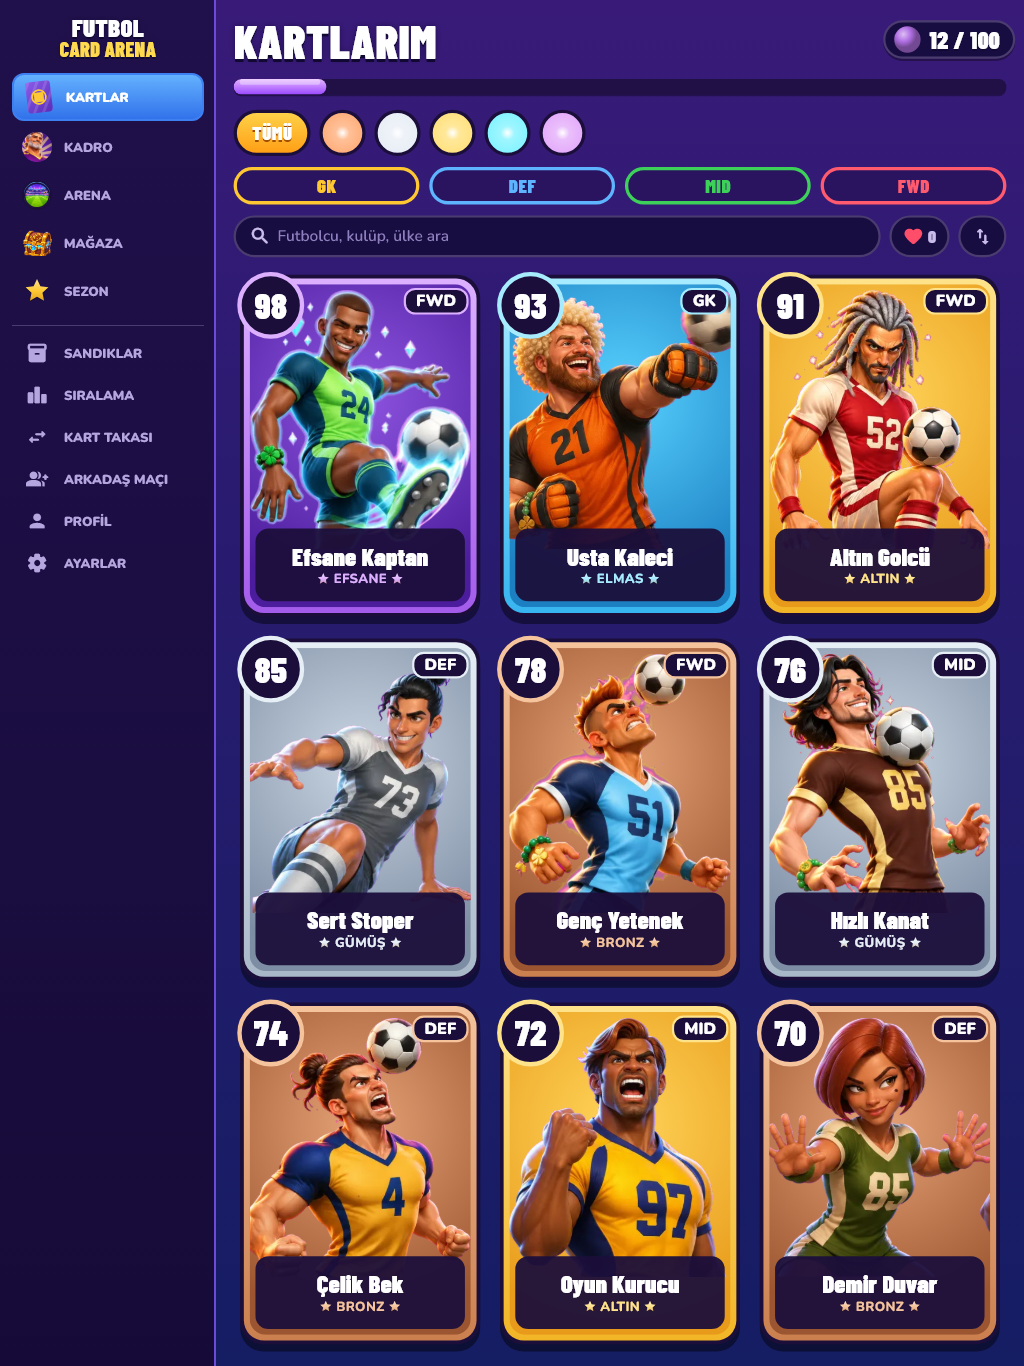 FUTBOL
CARD ARENA
KARTLAR
KADRO
ARENA
MAĞAZA
SEZON
SANDIKLAR
SIRALAMA
KART TAKASI
ARKADAŞ MAÇI
PROFİL
AYARLAR
KARTLARIM
12 / 100
TÜMÜ
GK
DEF
MID
FWD
Futbolcu, kulüp, ülke ara
0
98
FWD
24
Efsane Kaptan
★ EFSANE ★
93
GK
21
Usta Kaleci
★ ELMAS ★
91
FWD
52
Altın Golcü
★ ALTIN ★
85
DEF
73
Sert Stoper
★ GÜMÜŞ ★
78
FWD
51
Genç Yetenek
★ BRONZ ★
76
MID
85
Hızlı Kanat
★ GÜMÜŞ ★
74
DEF
4
Çelik Bek
★ BRONZ ★
72
MID
97
Oyun Kurucu
★ ALTIN ★
70
DEF
85
Demir Duvar
★ BRONZ ★